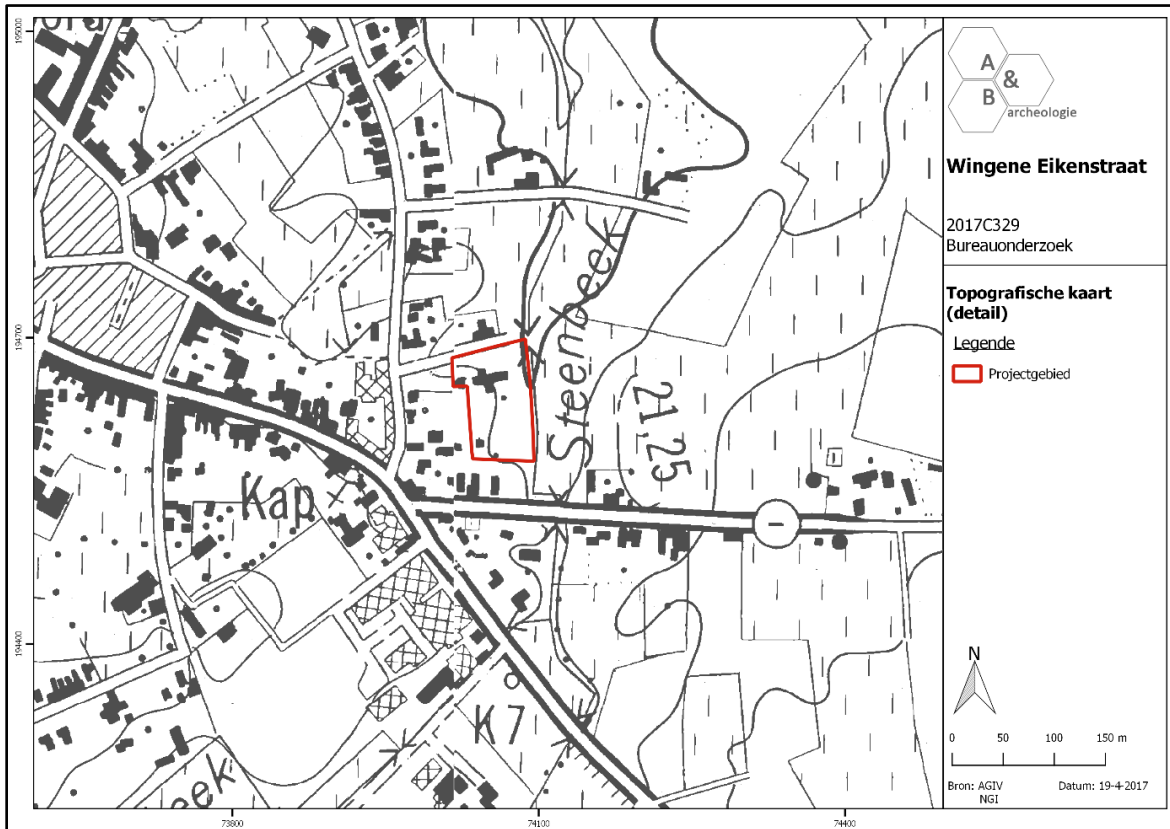 Steenbeek
21,25
Kap
K7
eek
195000
194700
194400
73800
74100
74400
A
&
B
archeologie
Wingene Eikenstraat
2017C329
Bureauonderzoek
Topografische kaart
(detail)
Legende
Projectgebied
N
0 50 100 150 m
Bron: AGIV
NGI
Datum: 19-4-2017